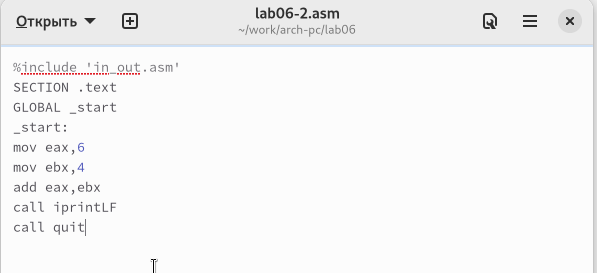 Открыть
lab06-2.asm
~/work/arch-pc/lab06
%include 'in_out.asm'
SECTION .text
GLOBAL _start
_start:
mov eax,6
mov ebx,4
add eax,ebx
call iprintLF
call quit